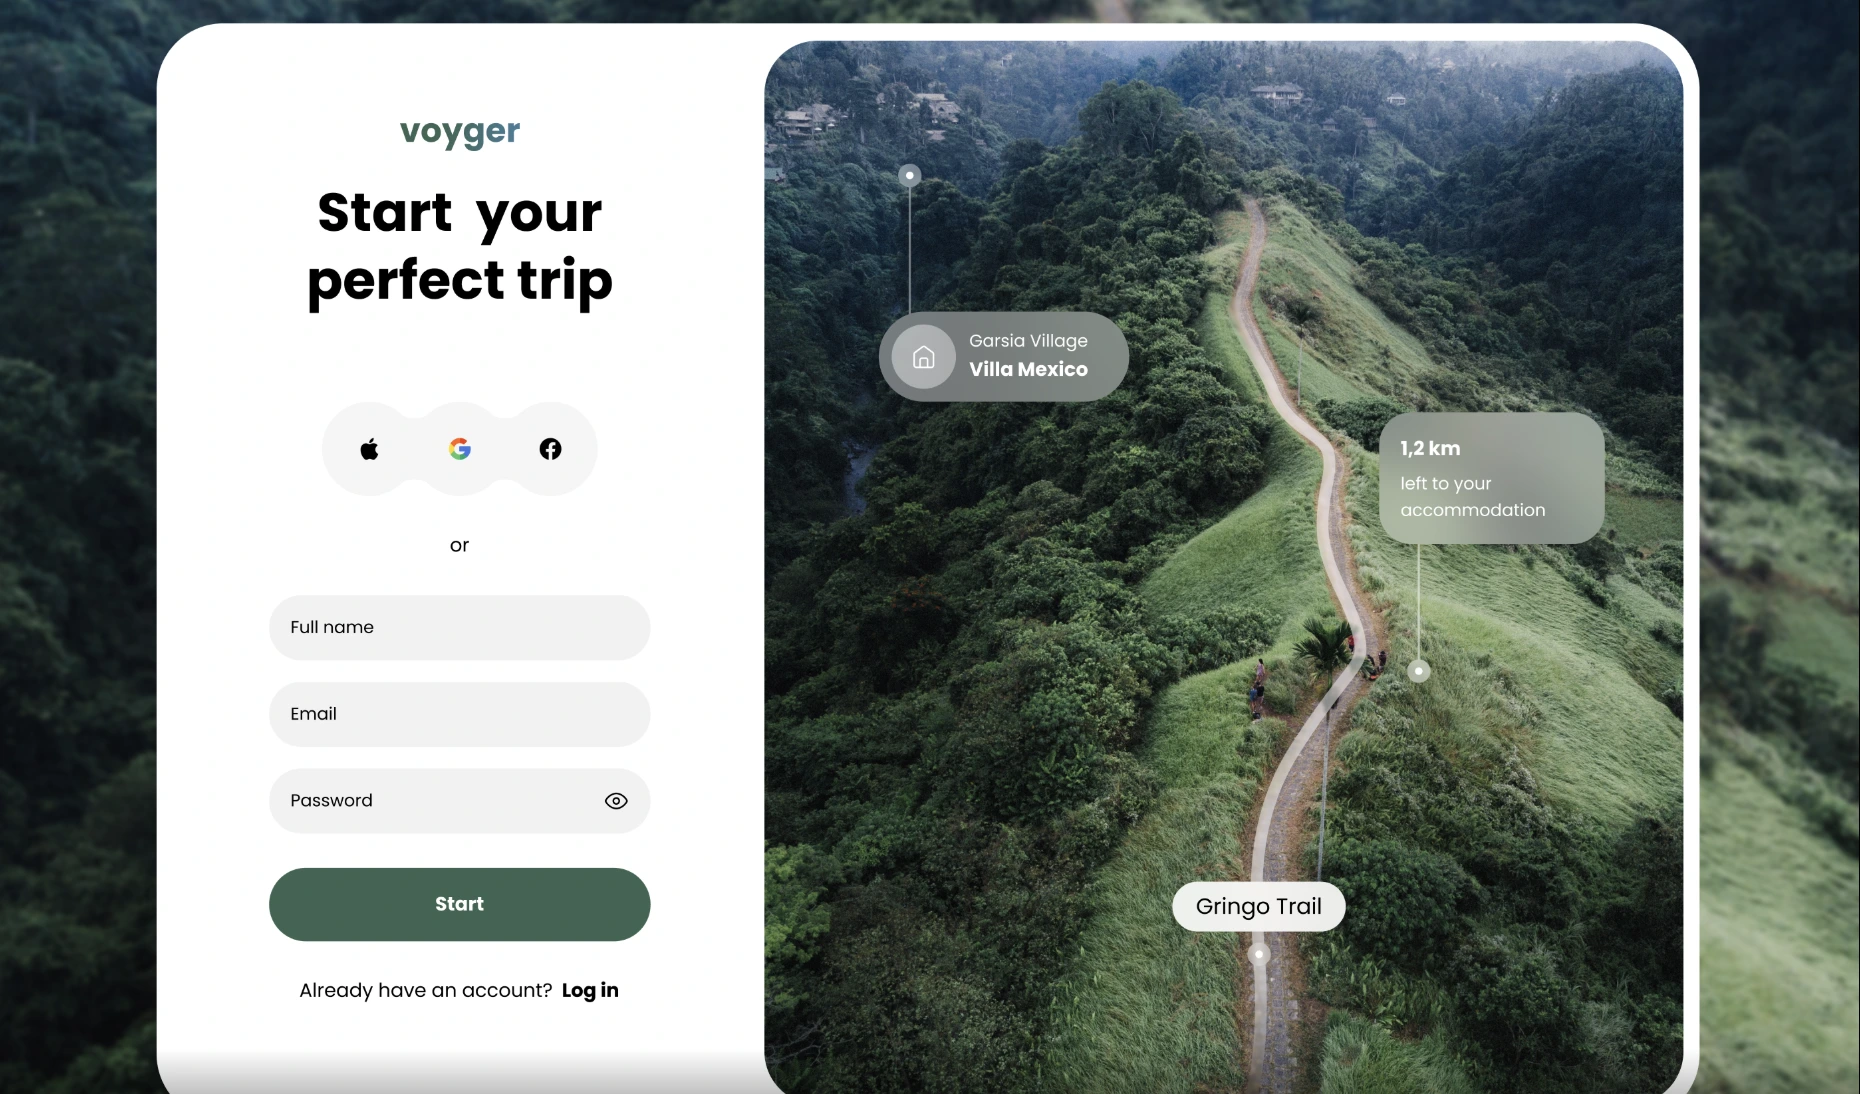 voyger
Start your
perfect trip
or
Full name
Email
Password
Start
Already have an account? Log in
Garsia Village
Villa Mexico
1,2 km
left to your
accommodation
Gringo Trail